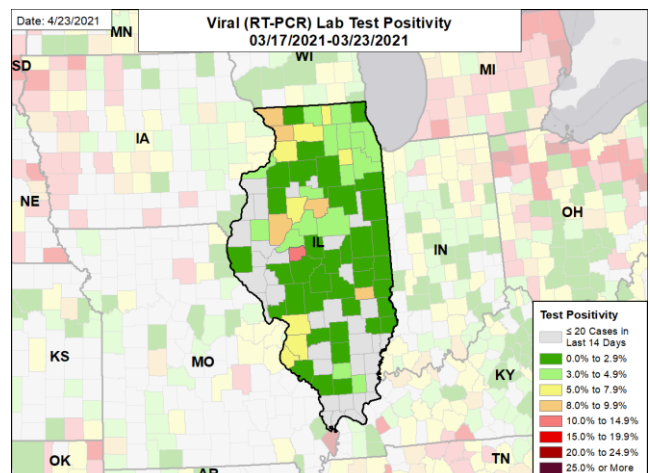 Date: 4/23/2021
Viral (RT-PCR) Lab Test Positivity
03/17/2021-03/23/2021
MN
WI
SD
MI
IA
NE
OH
IL
IN
KS
MO
KY
OK
AR
TN
Test Positivity
≤ 20 Cases in
Last 14 Days
0.0% to 2.9%
3.0% to 4.9%
5.0% to 7.9%
8.0% to 9.9%
10.0% to 14.9%
15.0% to 19.9%
20.0% to 24.9%
25.0% or More